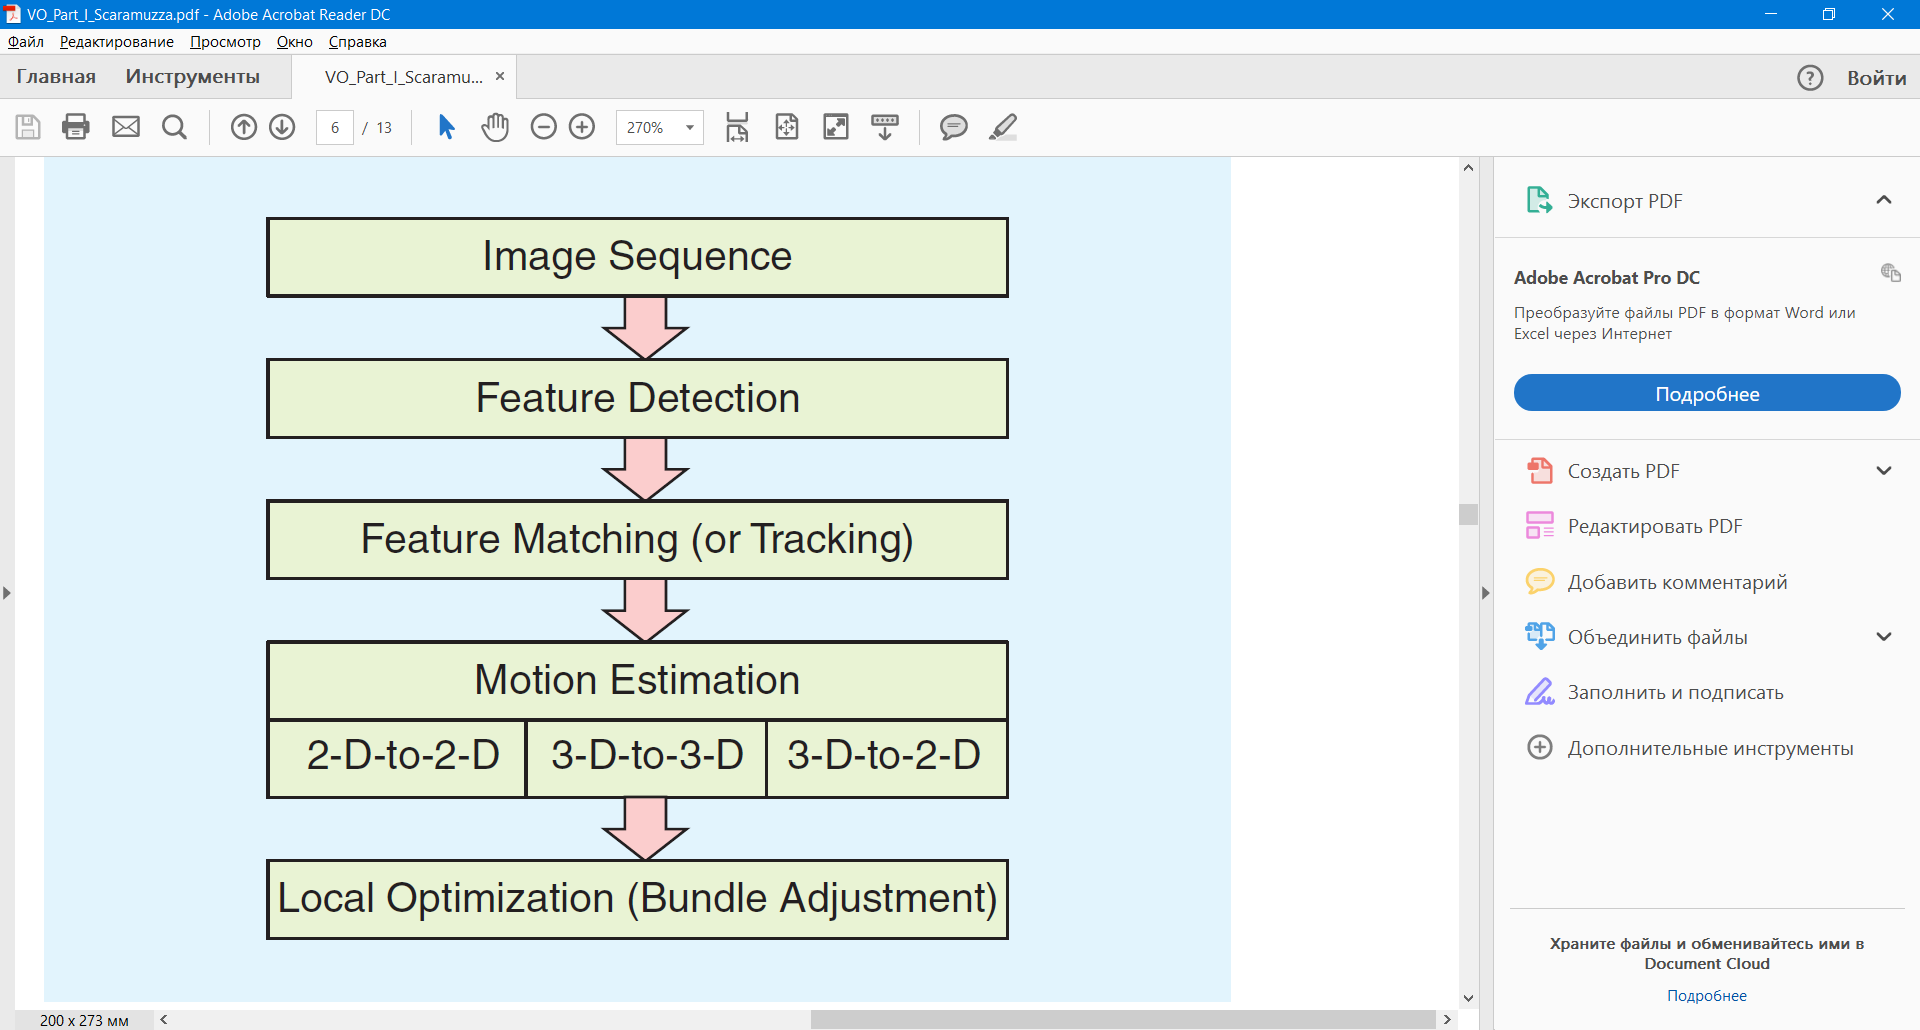 VO_Part_I_Scaramuzza.pdf - Adobe Acrobat Reader DC
Файл Редактирование Просмотр Окно Справка
Главная Инструменты VO_Part_I_Scaramu... Войти
6 / 13 270%
Image Sequence
Feature Detection
Feature Matching (or Tracking)
Motion Estimation
2-D-to-2-D 3-D-to-3-D 3-D-to-2-D
Local Optimization (Bundle Adjustment)
200 x 273 мм
Экспорт PDF
Adobe Acrobat Pro DC
Преобразуйте файлы PDF в формат Word или
Excel через Интернет
Подробнее
Создать PDF
Редактировать PDF
Добавить комментарий
Объединить файлы
Заполнить и подписать
Дополнительные инструменты
Храните файлы и обменивайтесь ими в
Document Cloud
Подробнее